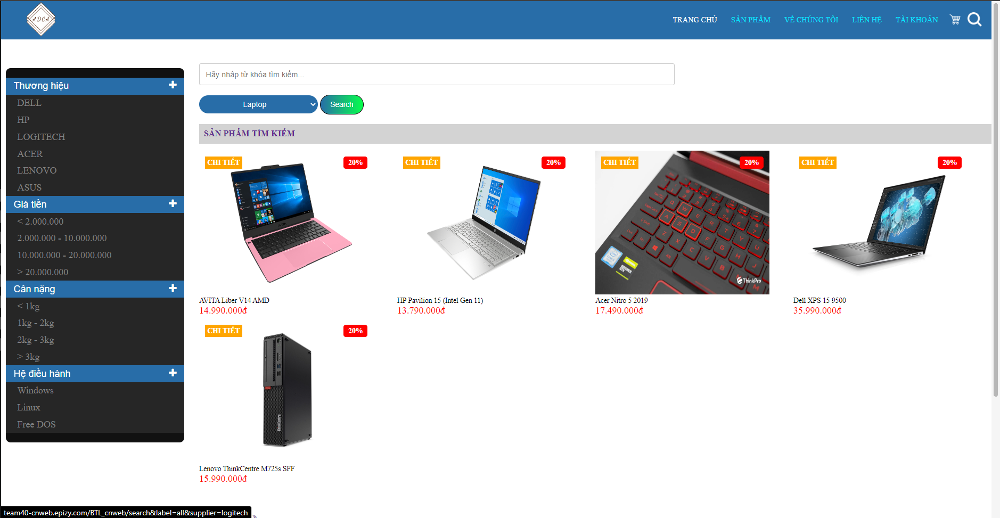 ADCA
TRANG CHỦ
SẢN PHẨM
VỀ CHÚNG TÔI
LIÊN HỆ
TÀI KHOẢN
Thương hiệu
DELL
HP
LOGITECH
ACER
LENOVO
ASUS
Giá tiền
< 2.000.000
2.000.000 - 10.000.000
10.000.000 - 20.000.000
> 20.000.000
Cân nặng
< 1kg
1kg - 2kg
2kg - 3kg
> 3kg
Hệ điều hành
Windows
Linux
Free DOS
Hãy nhập từ khóa tìm kiếm...
Laptop
Search
SẢN PHẨM TÌM KIẾM
CHI TIẾT
20%
AVITA Liber V14 AMD
14.990.000đ
CHI TIẾT
20%
HP Pavilion 15 (Intel Gen 11)
13.790.000đ
CHI TIẾT
20%
ThinkPro
Acer Nitro 5 2019
17.490.000đ
CHI TIẾT
20%
Dell XPS 15 9500
35.990.000đ
CHI TIẾT
20%
ThinkCentre
Lenovo ThinkCentre M725s SFF
15.990.000đ
team40-cnweb.epizy.com/BTL_cnweb/search&label=all&supplier=logitech
»